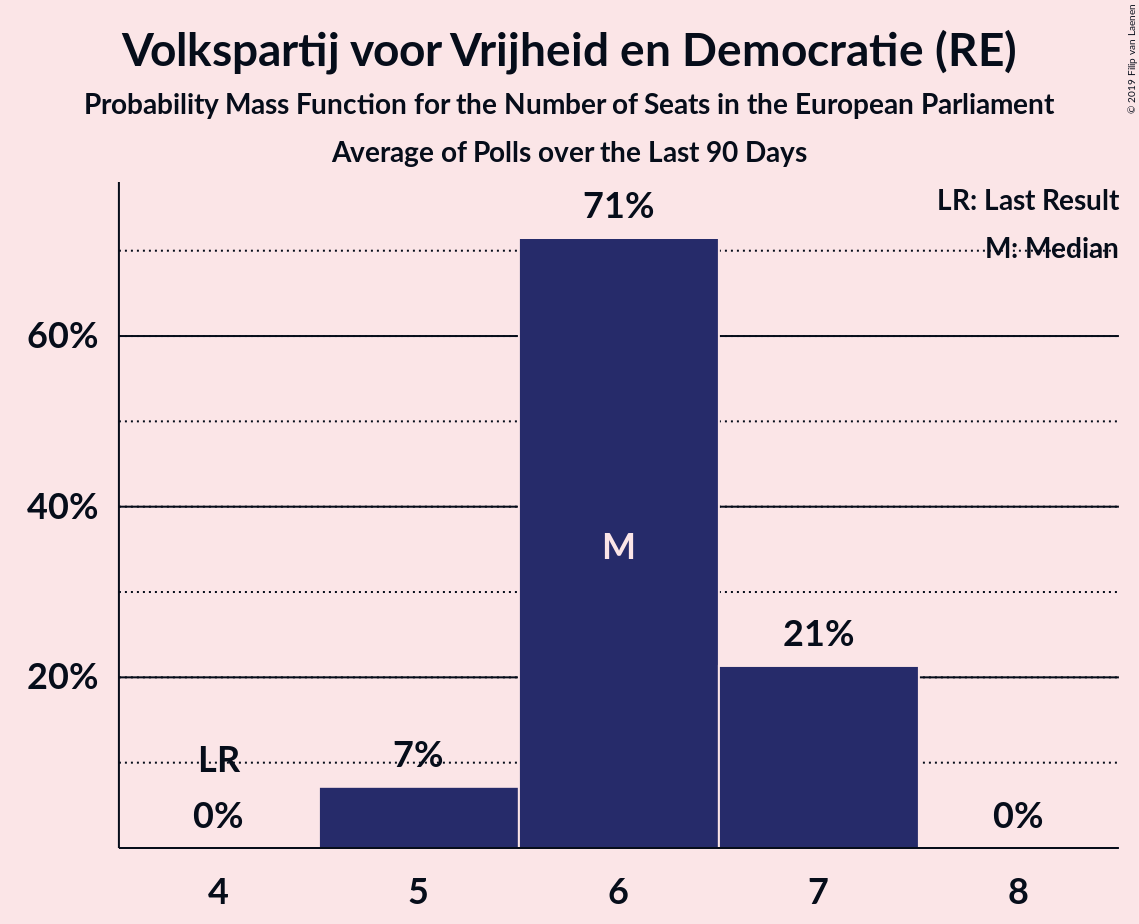 Volkspartij voor Vrijheid en Democratie (RE)
Probability Mass Function for the Number of Seats in the European Parliament
Average of Polls over the Last 90 Days
© 2019 Filip van Laenen
LR: Last Result
M: Median
71%
60%
40%
M
21%
20%
LR
7%
0%
0%
4 5 6 7 8